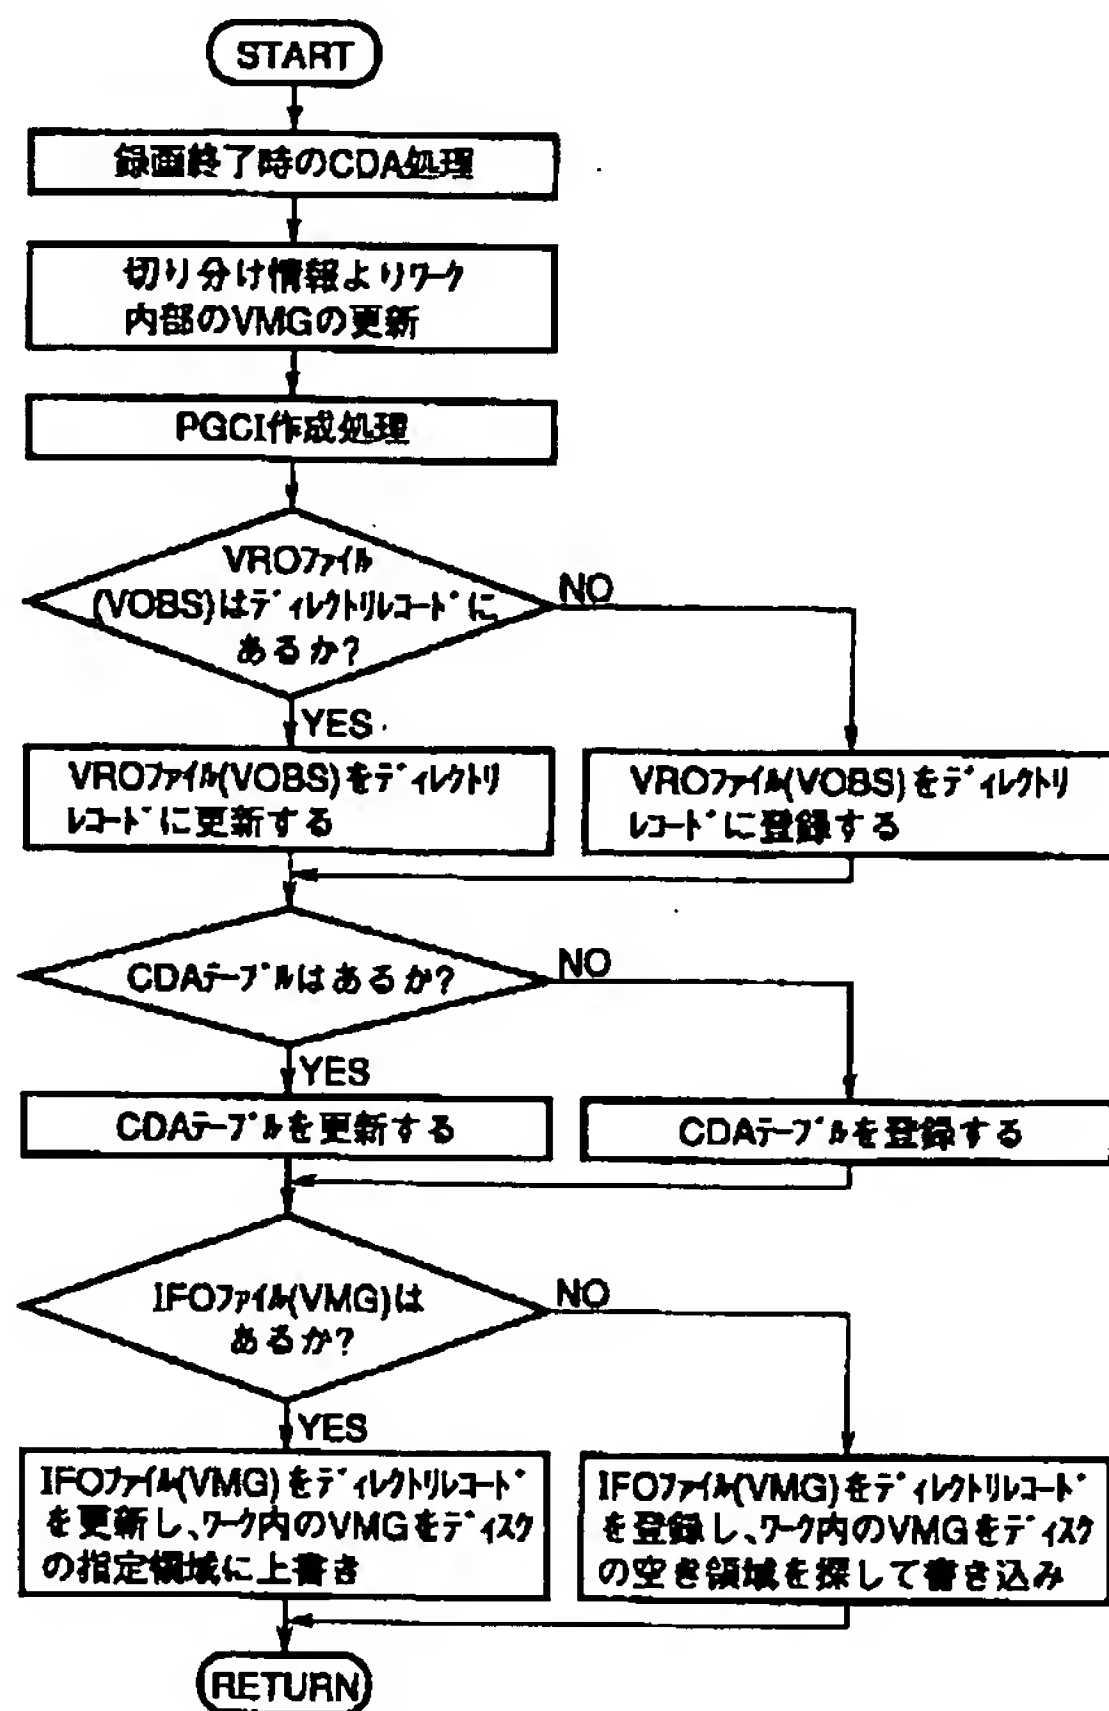 START
録画終了時のCDA処理
切り分け情報よりワーク
内部のVMGの更新
PGCI作成処理
VROファイル
(VOBS)はディレクトリレコードに
あるか?
NO
YES
VROファイル(VOBS)をディレクトリ
レコードに更新する
VROファイル(VOBS)をディレクトリ
レコードに登録する
CDAテーブルはあるか?
NO
YES
CDAテーブルを更新する
CDAテーブルを登録する
IFOファイル(VMG)は
あるか?
NO
YES
IFOファイル(VMG)をディレクトリレコード
を更新し、ワーク内のVMGをディスク
の指定領域に上書き
IFOファイル(VMG)をディレクトリレコード
を登録し、ワーク内のVMGをディスク
の空き領域を探して書き込み
RETURN